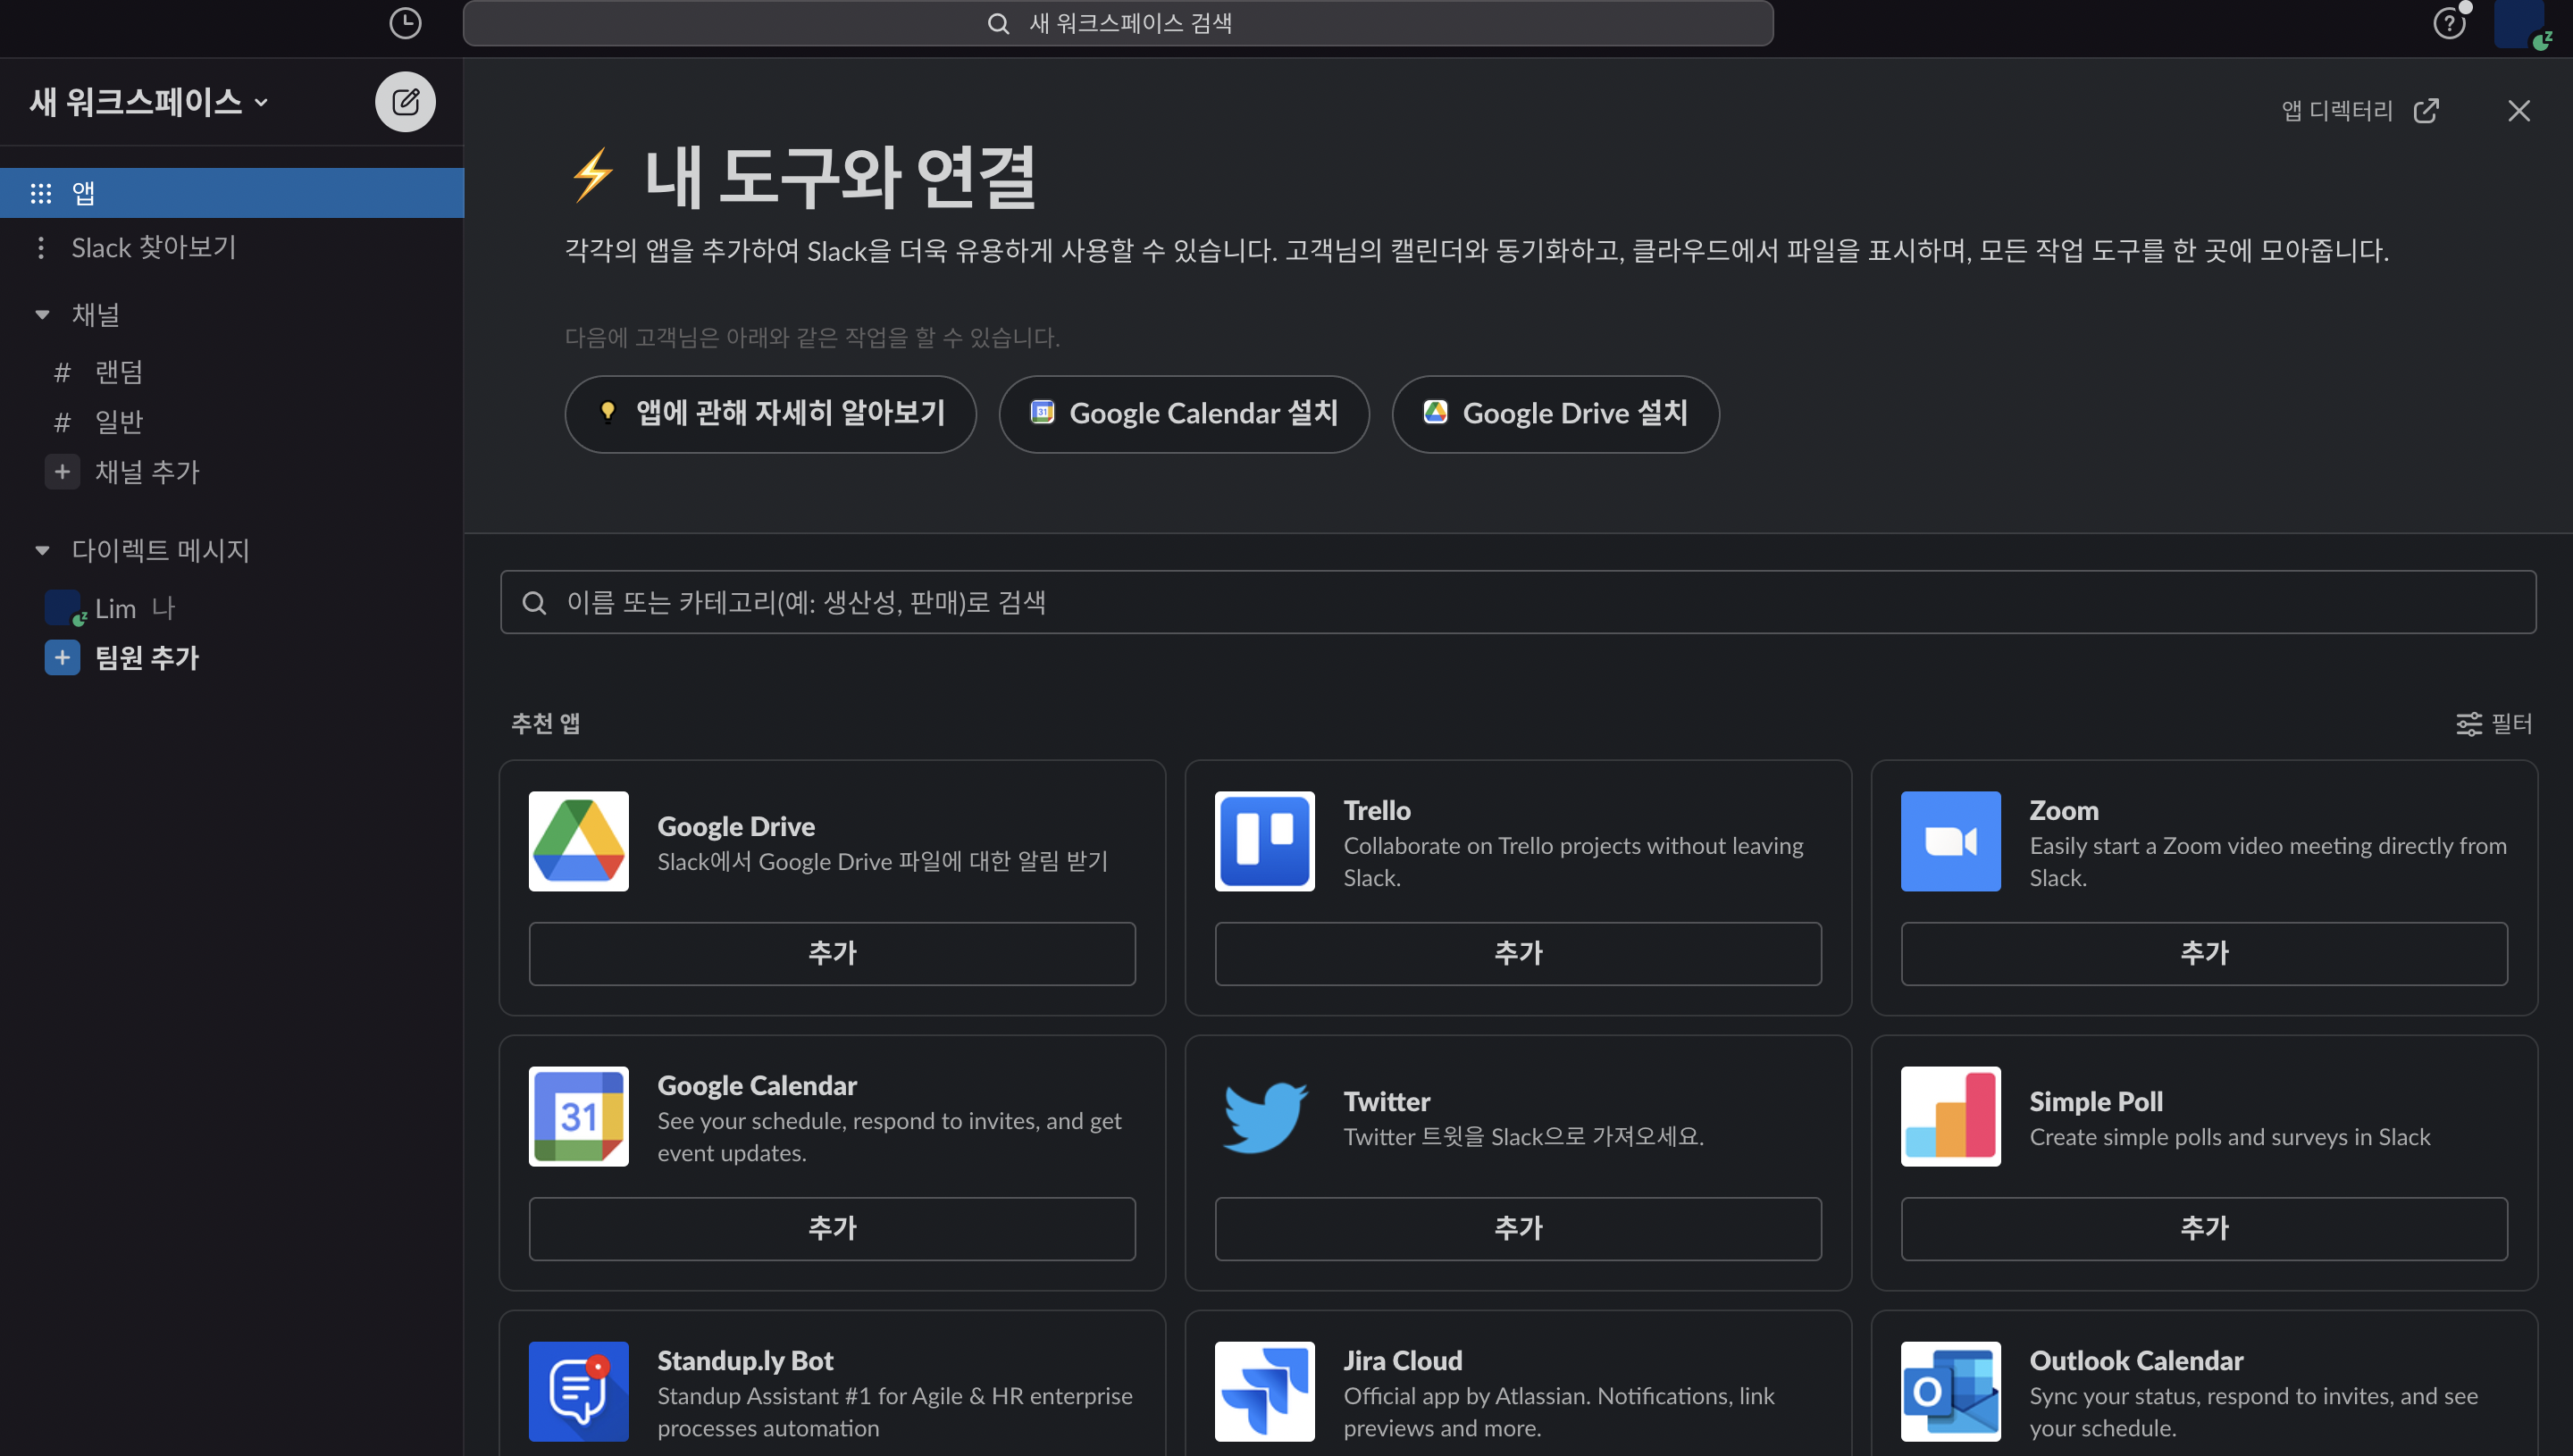 새 워크스페이스 검색
새 워크스페이스
앱
Slack 찾아보기
채널
# 랜덤
# 일반
+ 채널 추가
다이렉트 메시지
Lim 나
+ 팀원 추가
앱 디렉터리
내 도구와 연결
각각의 앱을 추가하여 Slack을 더욱 유용하게 사용할 수 있습니다. 고객님의 캘린더와 동기화하고, 클라우드에서 파일을 표시하며, 모든 작업 도구를 한 곳에 모아줍니다.
다음에 고객님은 아래와 같은 작업을 할 수 있습니다.
앱에 관해 자세히 알아보기
Google Calendar 설치
Google Drive 설치
이름 또는 카테고리(예: 생산성, 판매)로 검색
추천 앱
필터
Google Drive
Slack에서 Google Drive 파일에 대한 알림 받기
추가
Trello
Collaborate on Trello projects without leaving
Slack.
추가
Zoom
Easily start a Zoom video meeting directly from
Slack.
추가
31
Google Calendar
See your schedule, respond to invites, and get
event updates.
추가
Twitter
Twitter 트윗을 Slack으로 가져오세요.
추가
Simple Poll
Create simple polls and surveys in Slack
추가
Standup.ly Bot
Standup Assistant #1 for Agile & HR enterprise
processes automation
Jira Cloud
Official app by Atlassian. Notifications, link
previews and more.
Outlook Calendar
Sync your status, respond to invites, and see
your schedule.